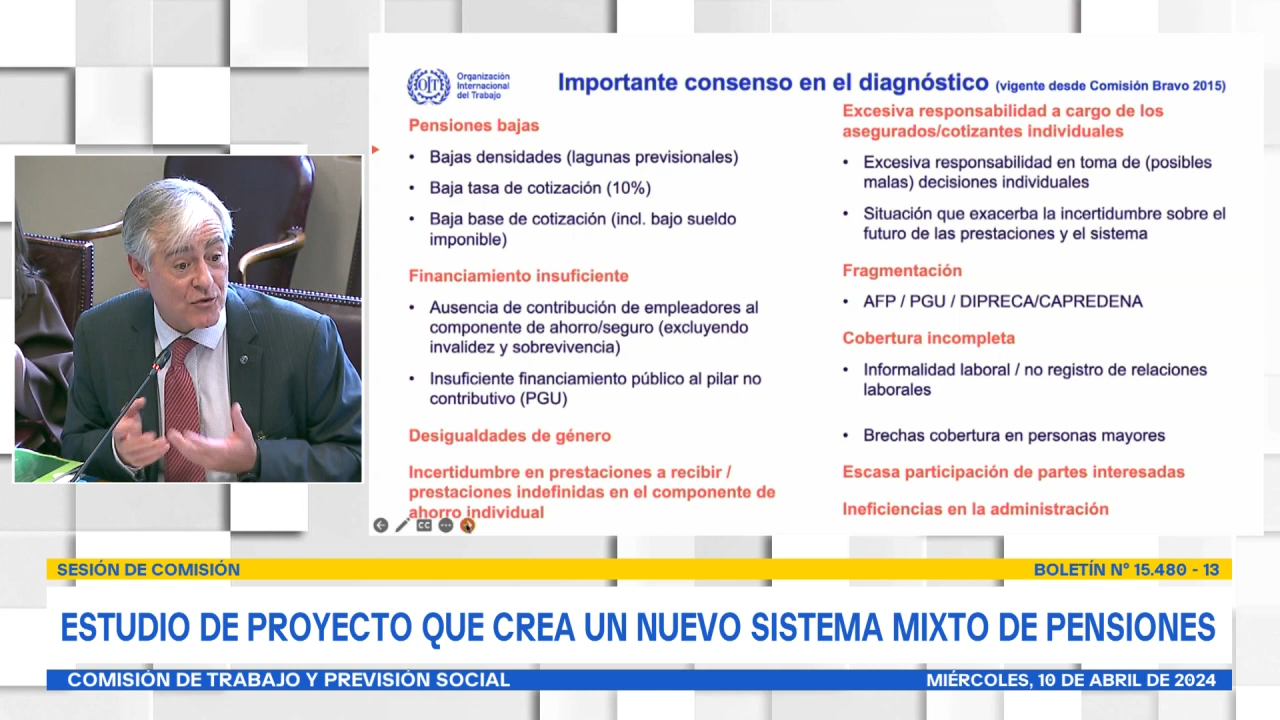 OIT
Organización
Internacional
del Trabajo
Importante consenso en el diagnóstico (vigente desde Comisión Bravo 2015)
Pensiones bajas
• Bajas densidades (lagunas previsionales)
• Baja tasa de cotización (10%)
• Baja base de cotización (incl. bajo sueldo
imponible)
Financiamiento insuficiente
• Ausencia de contribución de empleadores al
componente de ahorro/seguro (excluyendo
invalidez y sobrevivencia)
• Insuficiente financiamiento público al pilar no
contributivo (PGU)
Desigualdades de género
Incertidumbre en prestaciones a recibir /
prestaciones indefinidas en el componente de
ahorro individual
CC
Excesiva responsabilidad a cargo de los
asegurados/cotizantes individuales
• Excesiva responsabilidad en toma de (posibles
malas) decisiones individuales
• Situación que exacerba la incertidumbre sobre el
futuro de las prestaciones y el sistema
Fragmentación
• AFP / PGU / DIPRECA/CAPREDENA
Cobertura incompleta
• Informalidad laboral / no registro de relaciones
laborales
• Brechas cobertura en personas mayores
Escasa participación de partes interesadas
Ineficiencias en la administración
SESIÓN DE COMISIÓN
BOLETÍN N° 15.480 - 13
ESTUDIO DE PROYECTO QUE CREA UN NUEVO SISTEMA MIXTO DE PENSIONES
COMISIÓN DE TRABAJO Y PREVISIÓN SOCIAL
MIÉRCOLES, 10 DE ABRIL DE 2024